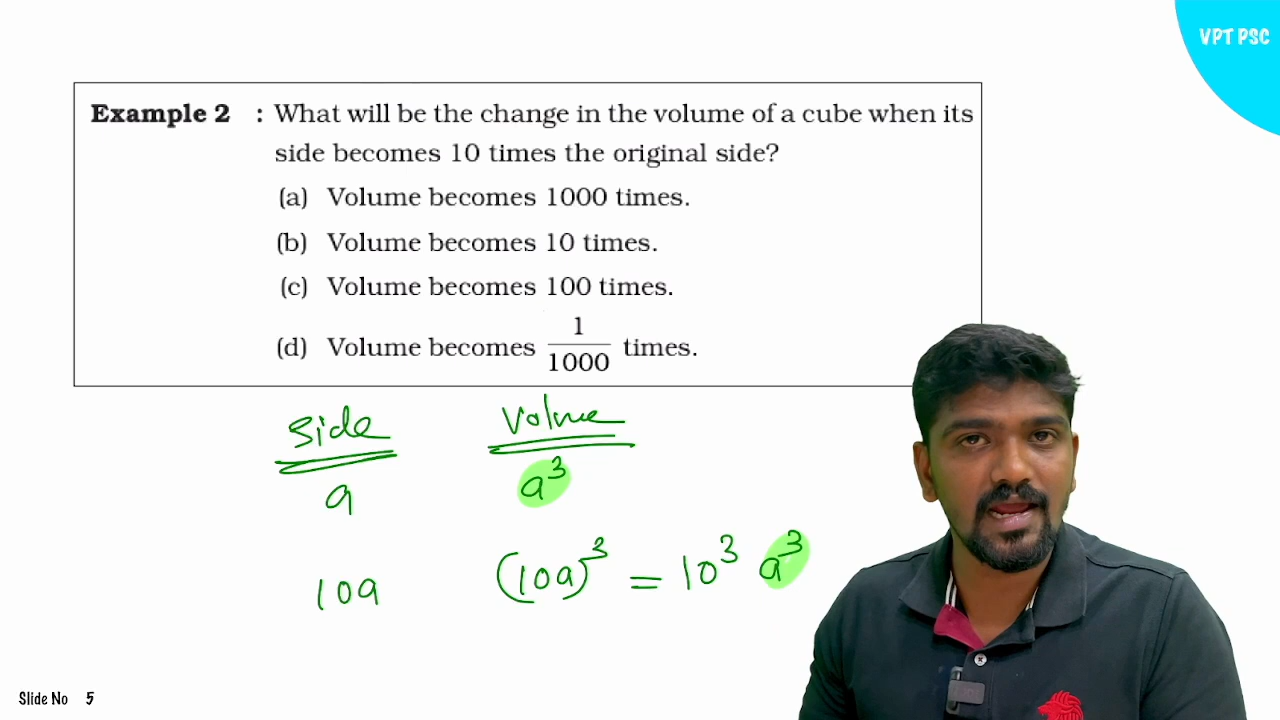 VPT PSC
Example 2 : What will be the change in the volume of a cube when its
side becomes 10 times the original side?
(a) Volume becomes 1000 times.
(b) Volume becomes 10 times.
(c) Volume becomes 100 times.
(d) Volume becomes 1/1000 times.
Side Volume
a a³
10a (10a)³ = 10³ a³
Slide No 5